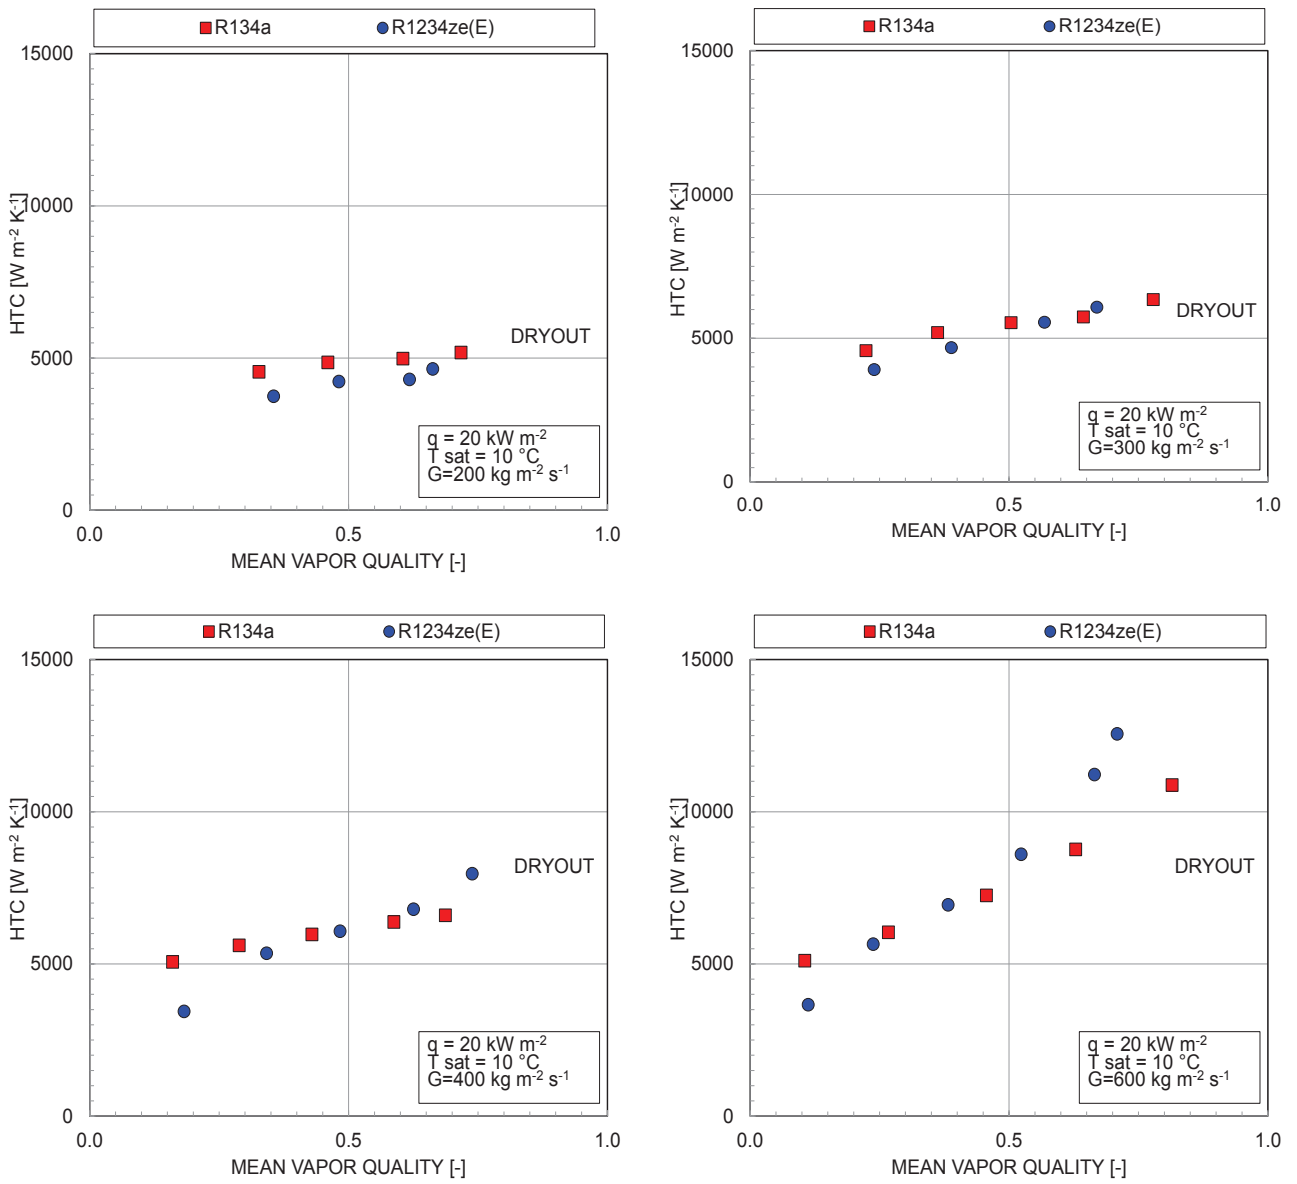 R134a R1234ze(E)
15000
10000
5000
0
HTC [W m-2 K-1]
DRYOUT
q = 20 kW m-2
T sat = 10 °C
G=200 kg m-2 s-1
0.0 0.5 1.0
MEAN VAPOR QUALITY [-]
R134a R1234ze(E)
15000
10000
5000
0
HTC [W m-2 K-1]
DRYOUT
q = 20 kW m-2
T sat = 10 °C
G=300 kg m-2 s-1
0.0 0.5 1.0
MEAN VAPOR QUALITY [-]
R134a R1234ze(E)
15000
10000
5000
0
HTC [W m-2 K-1]
DRYOUT
q = 20 kW m-2
T sat = 10 °C
G=400 kg m-2 s-1
0.0 0.5 1.0
MEAN VAPOR QUALITY [-]
R134a R1234ze(E)
15000
10000
5000
0
HTC [W m-2 K-1]
DRYOUT
q = 20 kW m-2
T sat = 10 °C
G=600 kg m-2 s-1
0.0 0.5 1.0
MEAN VAPOR QUALITY [-]